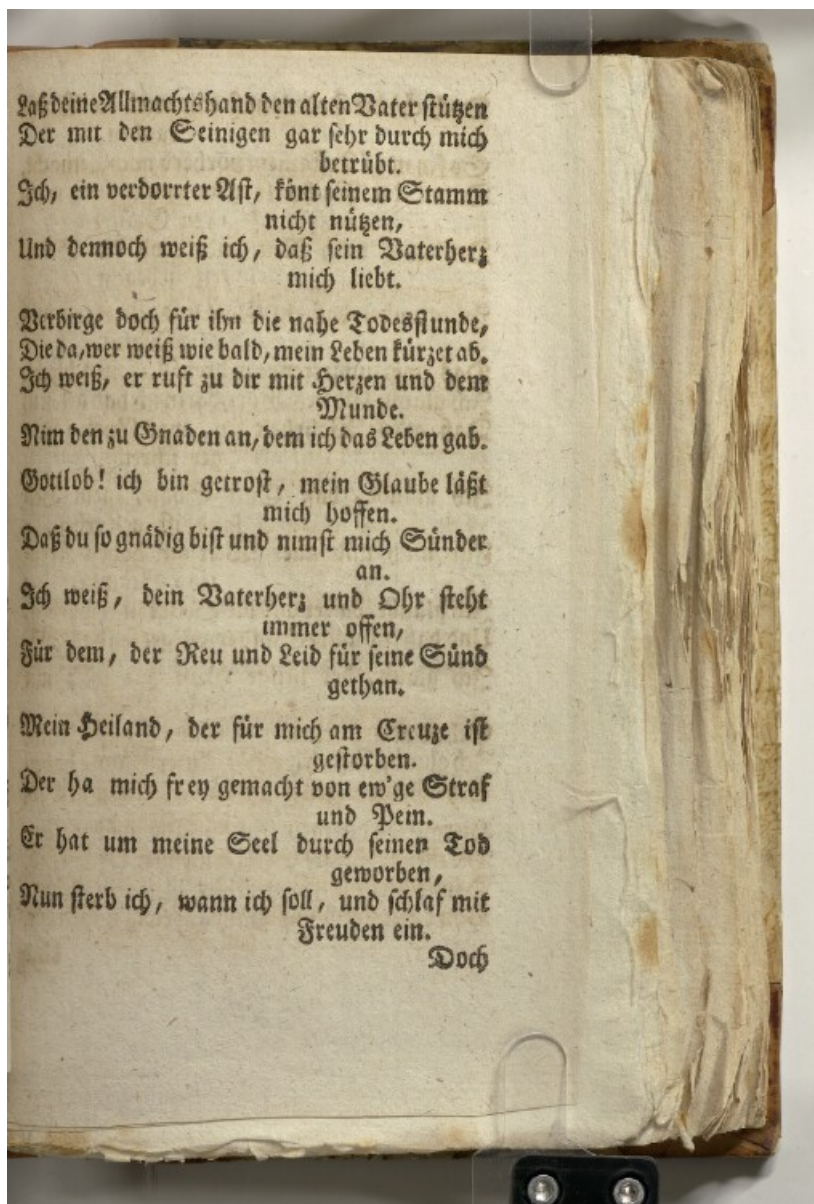 Laß deine Allmachtshand den alten Vater stützen
Der mit den Seinigen gar sehr durch mich
betrübt.
Ich, ein verdorrter Ast, könt seinem Stamm
nicht nützen,
Und dennoch weiß ich, daß sein Vaterherz
mich liebt.
Verbirge doch für ihn die nahe Todesstunde,
Die da, wer weiß wie bald, mein Leben kürzet ab.
Ich weiß, er ruft zu dir mit Herzen und dem
Munde.
Nim den zu Gnaden an, dem ich das Leben gab.
Gottlob! ich bin getrost, mein Glaube läßt
mich hoffen.
Daß du so gnädig bist und nimst mich Sünder
an.
Ich weiß, dein Vaterherz und Ohr steht
immer offen,
Für dem, der Reu und Leid für seine Sünd
gethan.
Mein Heiland, der für mich am Creuze ist
gestorben.
Der ha mich frey gemacht von ew'ge Straf
und Pein.
Er hat um meine Seel durch seinen Tod
geworben,
Nun sterb ich, wann ich soll, und schlaf mit
Freuden ein.
Doch